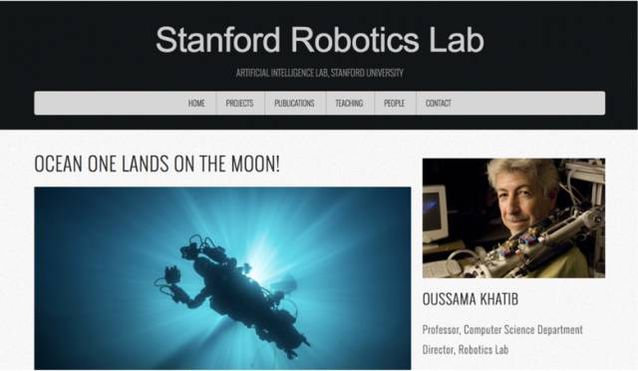 Stanford Robotics Lab
ARTIFICIAL INTELLIGENCE LAB, STANFORD UNIVERSITY
HOME PROJECTS PUBLICATIONS TEACHING PEOPLE CONTACT
OCEAN ONE LANDS ON THE MOON!
OUSSAMA KHATIB
Professor, Computer Science Department
Director, Robotics Lab